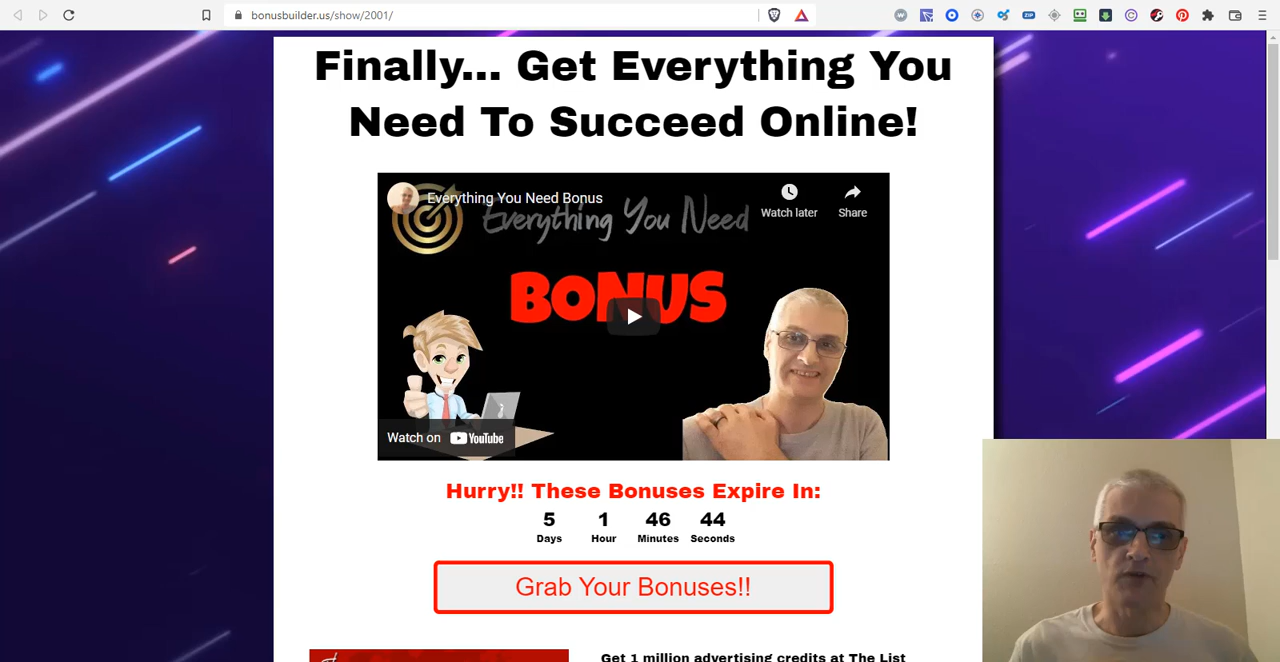 bonusbuilder.us/show/2001/
ZIP
Finally... Get Everything You
Need To Succeed Online!
Everything You Need Bonus
Watch later
Share
Everything You Need
BONUS
Watch on YouTube
Hurry!! These Bonuses Expire In:
5 1 46 44
Days Hour Minutes Seconds
Grab Your Bonuses!!
Get 1 million advertising credits at The List